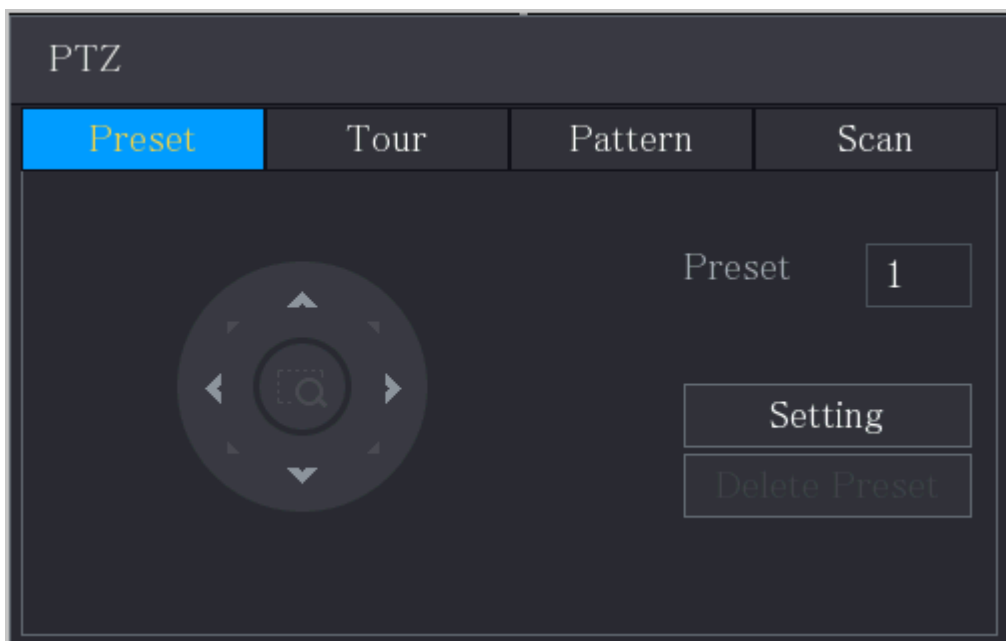 PTZ
Preset Tour Pattern Scan
Preset 1
Setting
Delete Preset